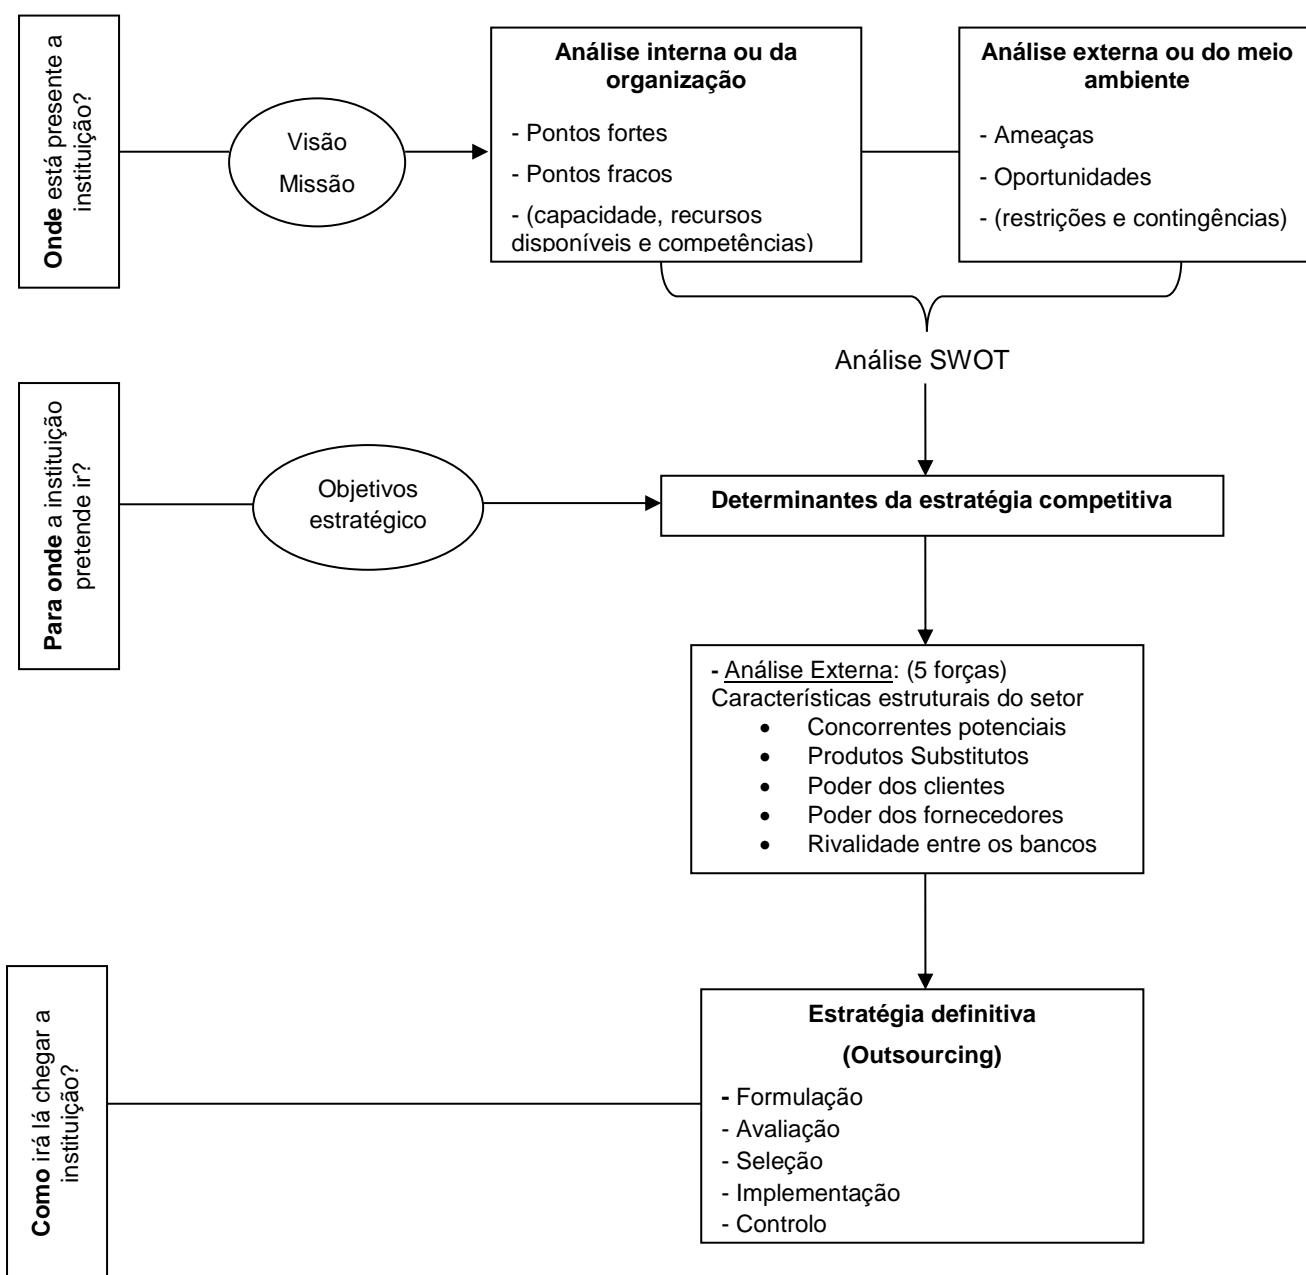 Onde está presente a
instituição?
Visão
Missão
Análise interna ou da
organização
- Pontos fortes
- Pontos fracos
- (capacidade, recursos
disponíveis e competências)
Análise externa ou do meio
ambiente
- Ameaças
- Oportunidades
- (restrições e contingências)
Análise SWOT
Para onde a instituição
pretende ir?
Objetivos
estratégico
Determinantes da estratégia competitiva
- Análise Externa: (5 forças)
Características estruturais do setor
• Concorrentes potenciais
• Produtos Substitutos
• Poder dos clientes
• Poder dos fornecedores
• Rivalidade entre os bancos
Como irá lá chegar a
instituição?
Estratégia definitiva
(Outsourcing)
- Formulação
- Avaliação
- Seleção
- Implementação
- Controlo